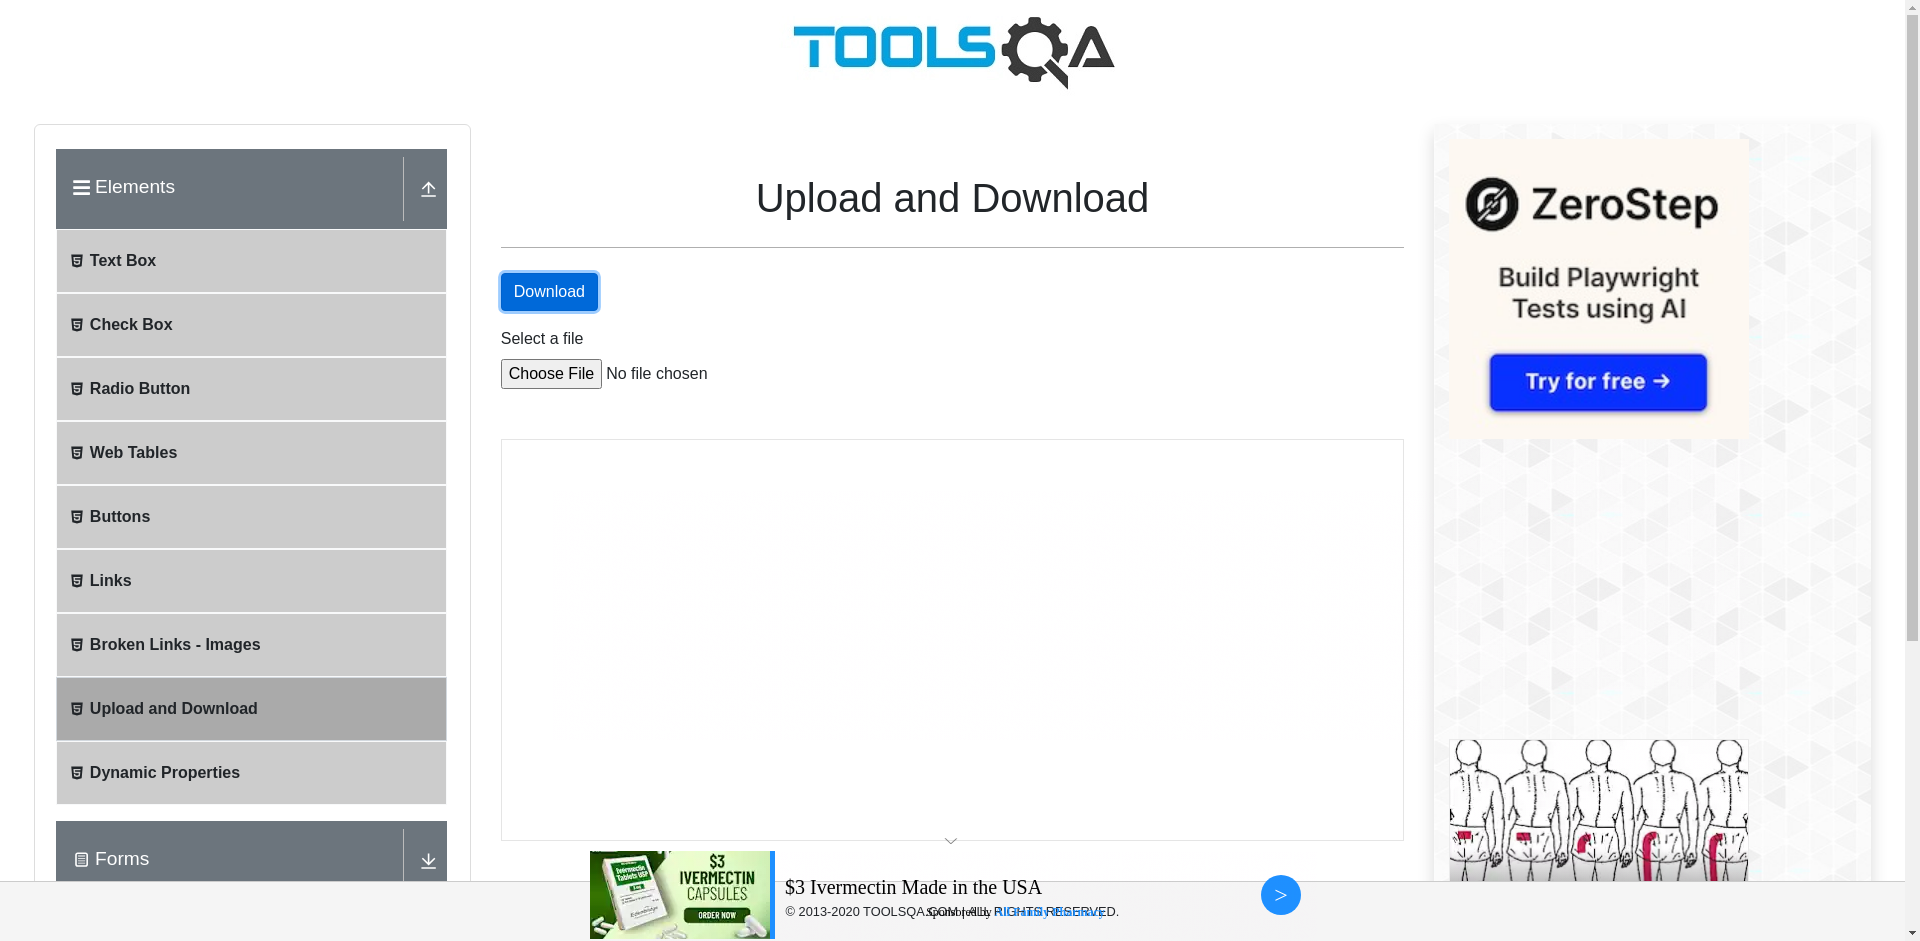 TOOLSQA
Elements
Text Box
Check Box
Radio Button
Web Tables
Buttons
Links
Broken Links - Images
Upload and Download
Dynamic Properties
Forms
Upload and Download
Download
Select a file
Choose File No file chosen
ZeroStep
Build Playwright
Tests using AI
Try for free →
$3
IVERMECTIN
CAPSULES
ORDER NOW
Ivermectin
Tablets USP
$3 Ivermectin Made in the USA
© 2013-2020 TOOLSQA.COM | ALL RIGHTS RESERVED.
>